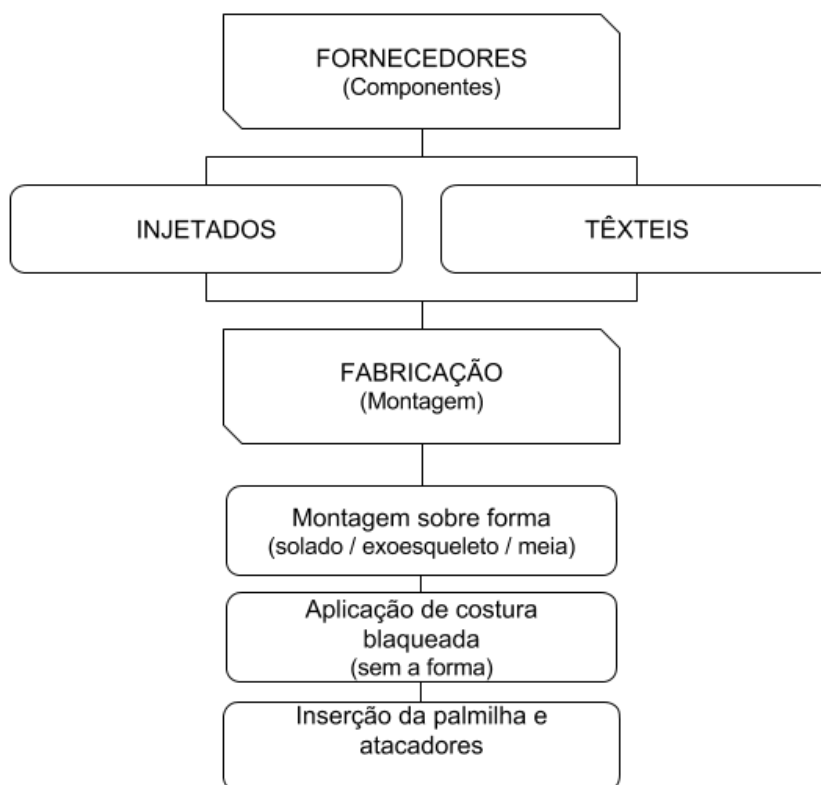 FORNECEDORES
(Componentes)
INJETADOS
TÊXTEIS
FABRICAÇÃO
(Montagem)
Montagem sobre forma
(solado / exoesqueleto / meia)
Aplicação de costura
blaqueada
(sem a forma)
Inserção da palmilha e
atacadores